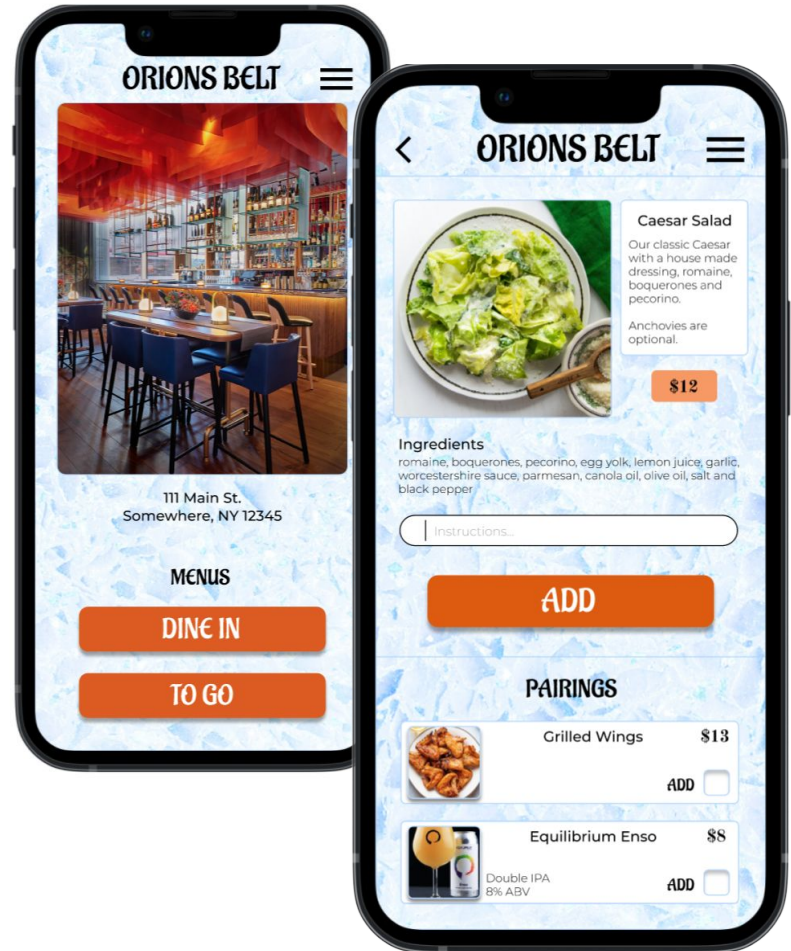 ORIONS BELT
111 Main St.
Somewhere, NY 12345
MENUS
DINE IN
TO GO
ORIONS BELT
Caesar Salad
Our classic Caesar
with a house made
dressing, romaine,
boquerones and
pecorino.
Anchovies are
optional.
$12
Ingredients
romaine, boquerones, pecorino, egg yolk, lemon juice, garlic,
worcestershire sauce, parmesan, canola oil, olive oil, salt and
black pepper
Instructions...
ADD
PAIRINGS
Grilled Wings $13
ADD
Equilibrium Enso $8
Double IPA
8% ABV
ADD